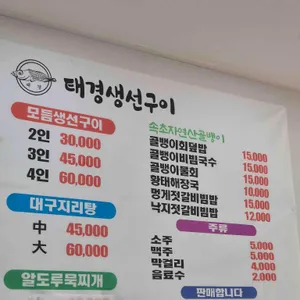 태경생선구이
모듬생선구이
2인 30,000
3인 45,000
4인 60,000
대구지리탕
中 45,000
大 60,000
알도루묵찌개
속초자연산골뱅이
골뱅이회덮밥 15,000
골뱅이비빔국수 15,000
골뱅이물회 15,000
황태해장국 10,000
멍게젓갈비빔밥 15,000
낙지젓갈비빔밥 12,000
주류
소주 5,000
맥주 5,000
막걸리 4,000
음료수 2,000
판매합니다